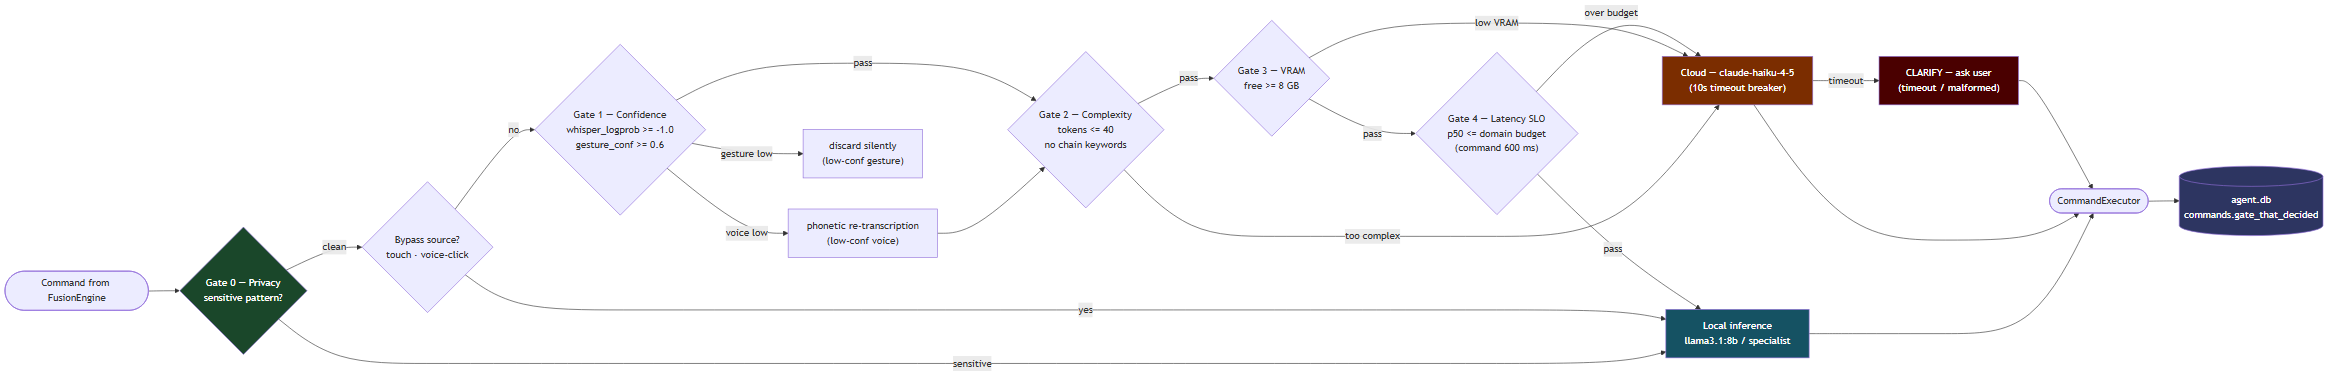 Command from
FusionEngine
Gate 0 — Privacy
sensitive pattern?
clean
sensitive
Bypass source?
touch · voice-click
no
yes
Gate 1 — Confidence
whisper_logprob >= -1.0
gesture_conf >= 0.6
pass
gesture low
voice low
discard silently
(low-conf gesture)
phonetic re-transcription
(low-conf voice)
Gate 2 — Complexity
tokens <= 40
no chain keywords
pass
too complex
Gate 3 — VRAM
free >= 8 GB
low VRAM
pass
Gate 4 — Latency SLO
p50 <= domain budget
(command 600 ms)
over budget
pass
Cloud — claude-haiku-4-5
(10s timeout breaker)
timeout
CLARIFY — ask user
(timeout / malformed)
Local inference
llama3.1:8b / specialist
CommandExecutor
agent.db
commands.gate_that_decided